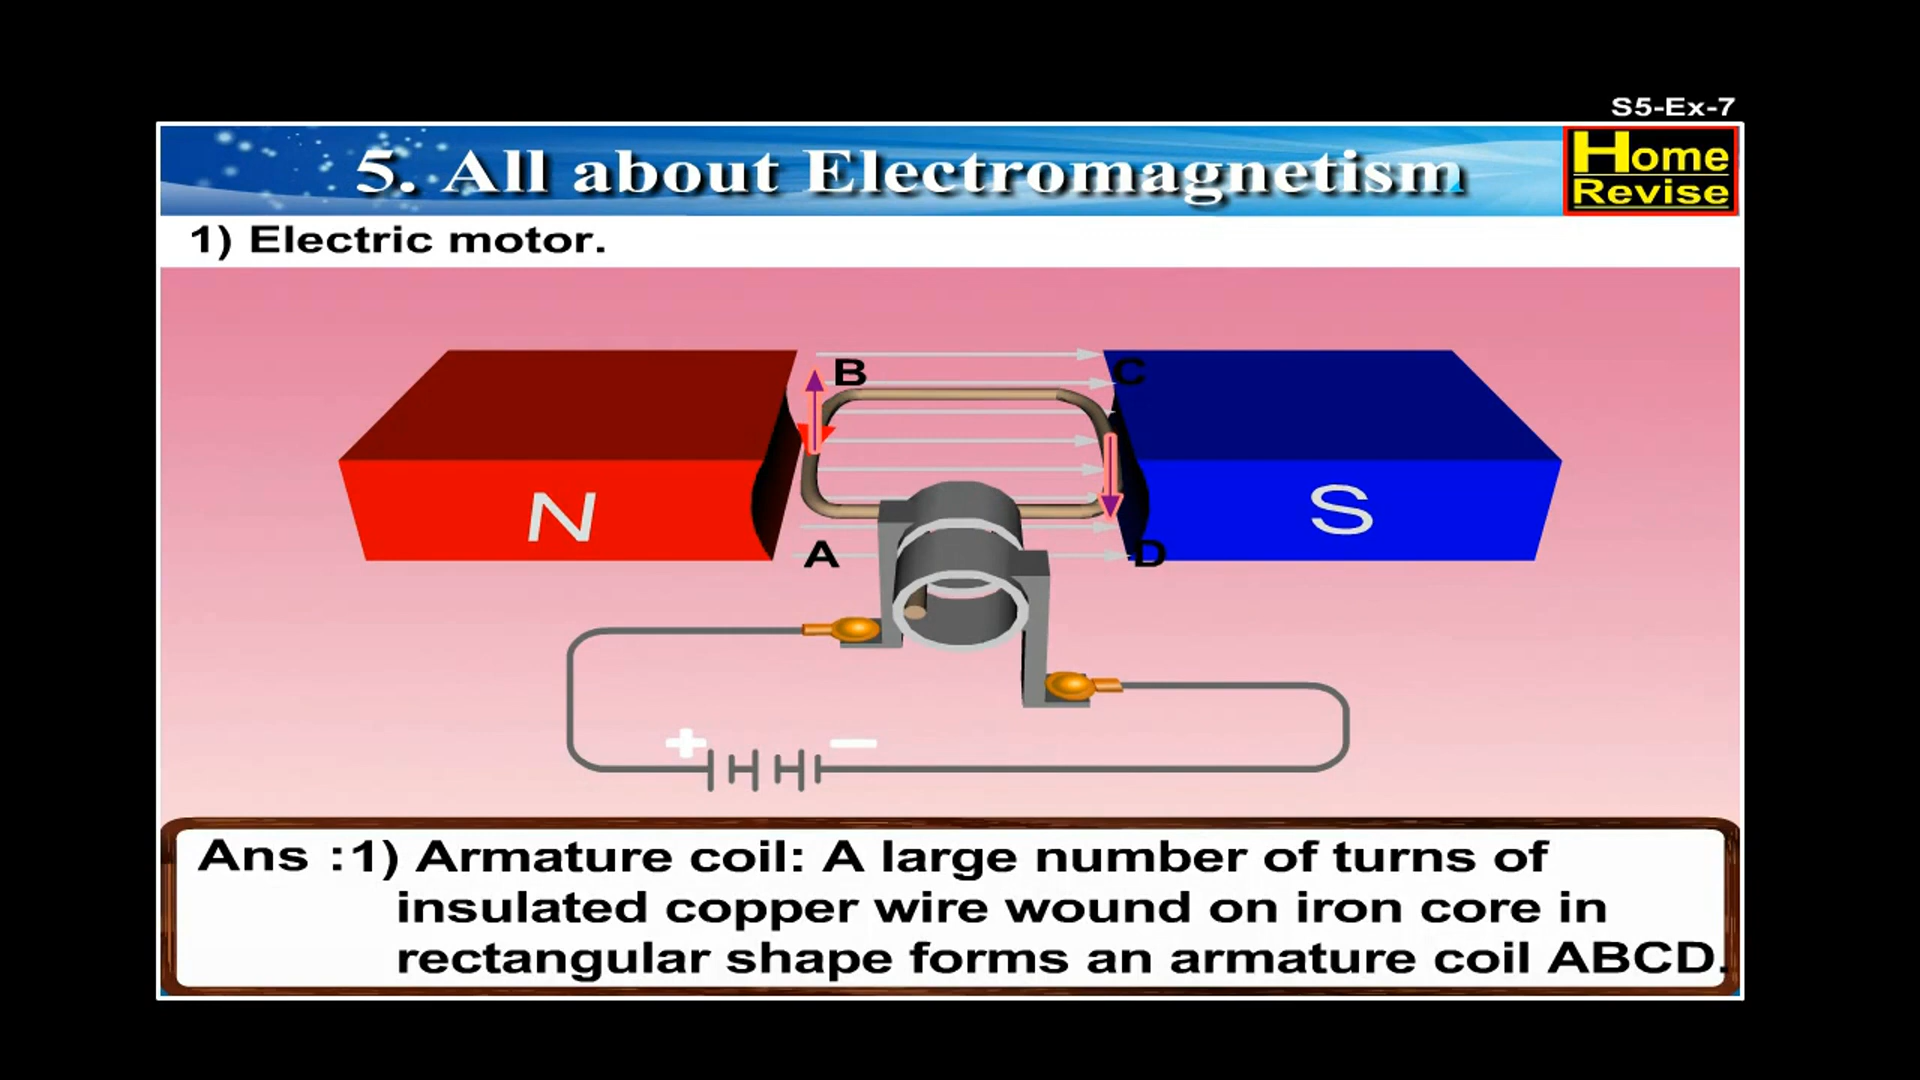 S5-Ex-7
5. All about Electromagnetism
Home
Revise
1) Electric motor.
B
C
N
S
A
D
+
−
Ans :1) Armature coil: A large number of turns of
insulated copper wire wound on iron core in
rectangular shape forms an armature coil ABCD.